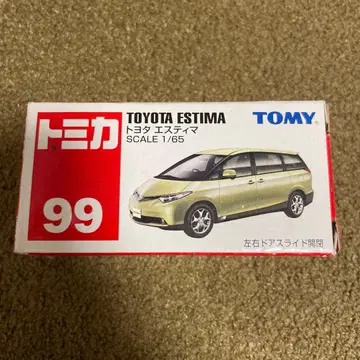 トミカ
99
TOYOTA ESTIMA
トヨタ エスティマ
SCALE 1/65
TOMY
左右ドアスライド開閉